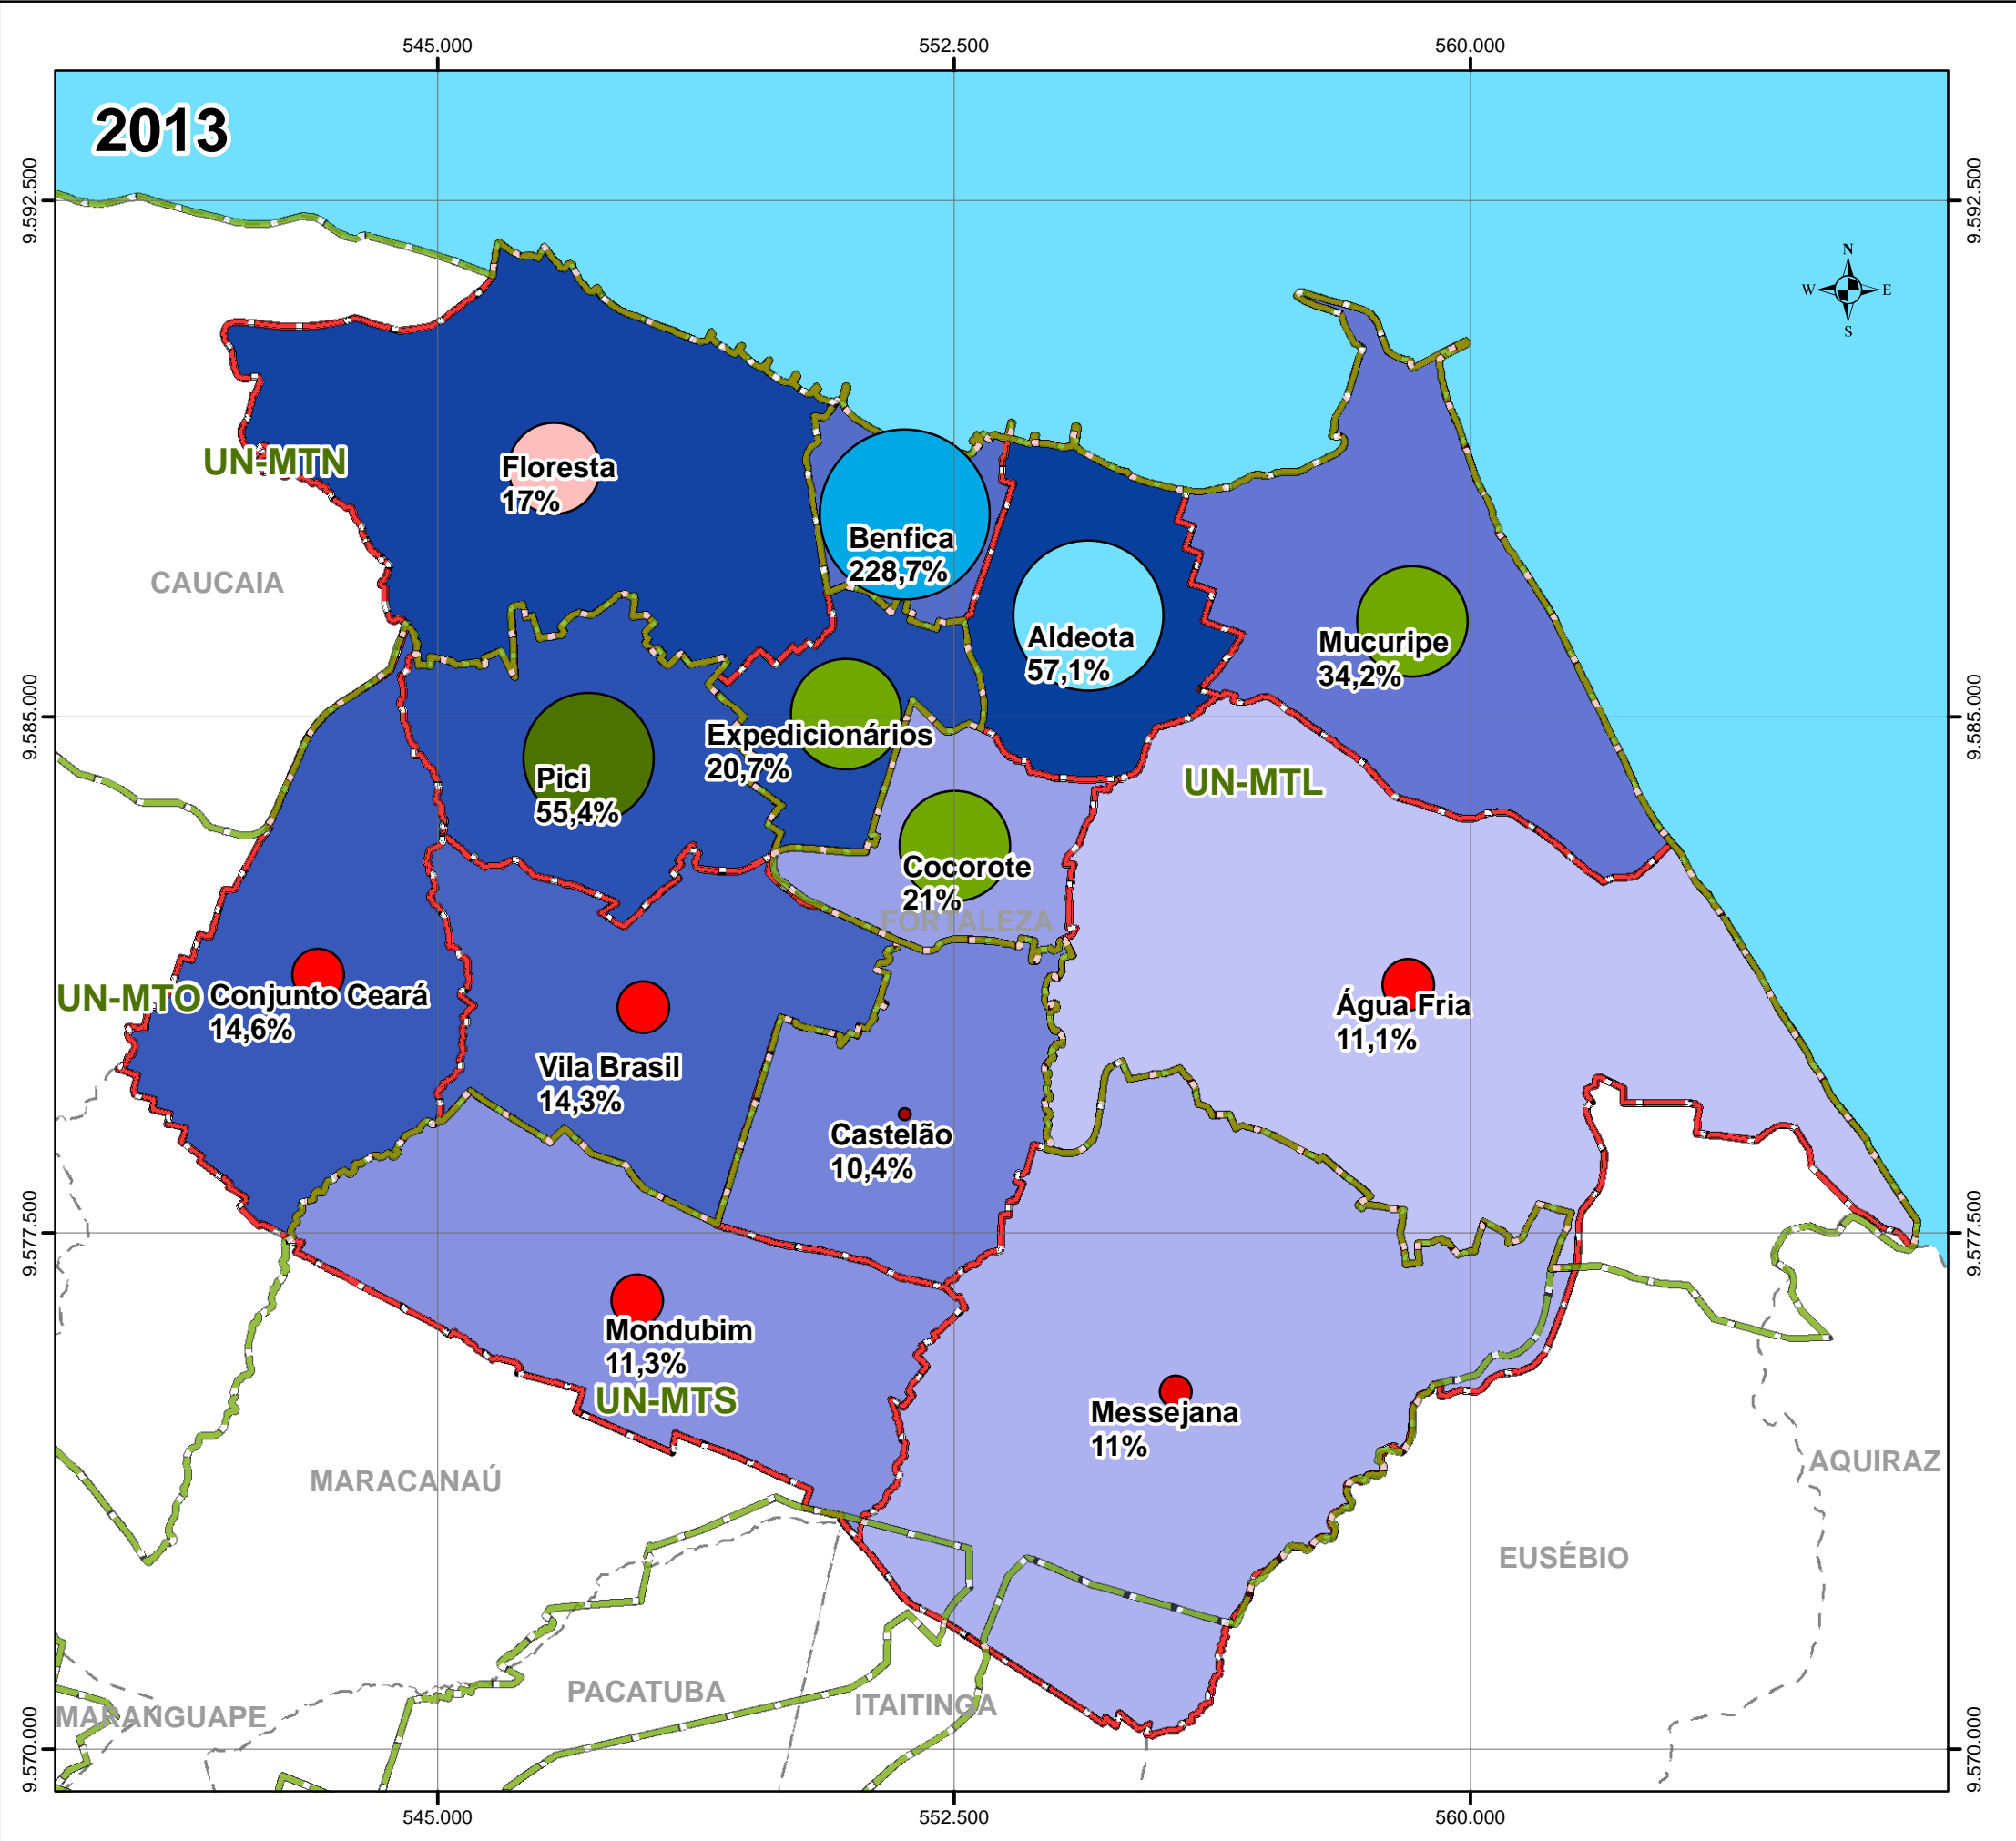 545.000
552.500
560.000
2013
9.592.500
9.592.500
N
W
E
S
UN-MTN
Floresta
17%
Benfica
228,7%
CAUCAIA
Aldeota
57,1%
Mucuripe
34,2%
9.585.000
9.585.000
Expedicionários
20,7%
Pici
55,4%
UN-MTL
Cocorote
21%
FORTALEZA
UN-MTO
Conjunto Ceará
14,6%
Água Fria
11,1%
Vila Brasil
14,3%
Castelão
10,4%
9.577.500
9.577.500
Mondubim
11,3%
UN-MTS
Messejana
11%
MARACANAÚ
AQUIRAZ
EUSÉBIO
PACATUBA
ITAITINGA
MARANGUAPE
9.570.000
9.570.000
545.000
552.500
560.000